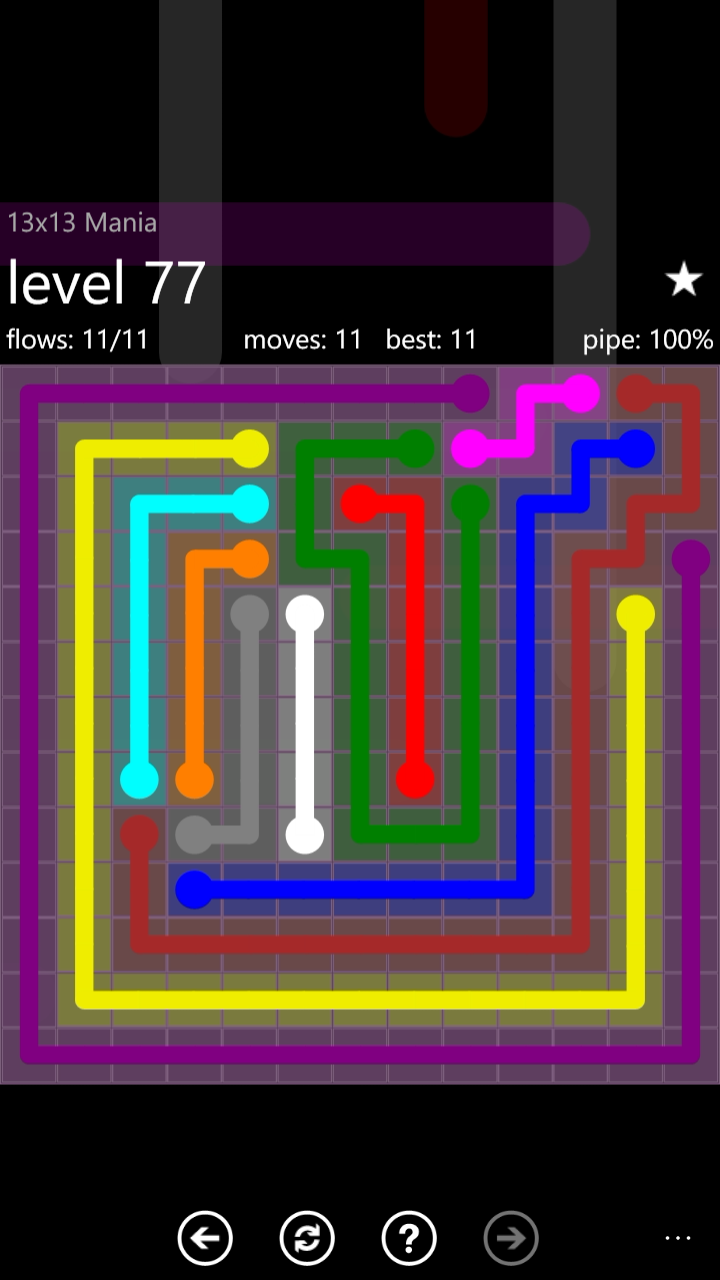 13x13 Mania
level 77
flows: 11/11 moves: 11 best: 11 pipe: 100%
?
...